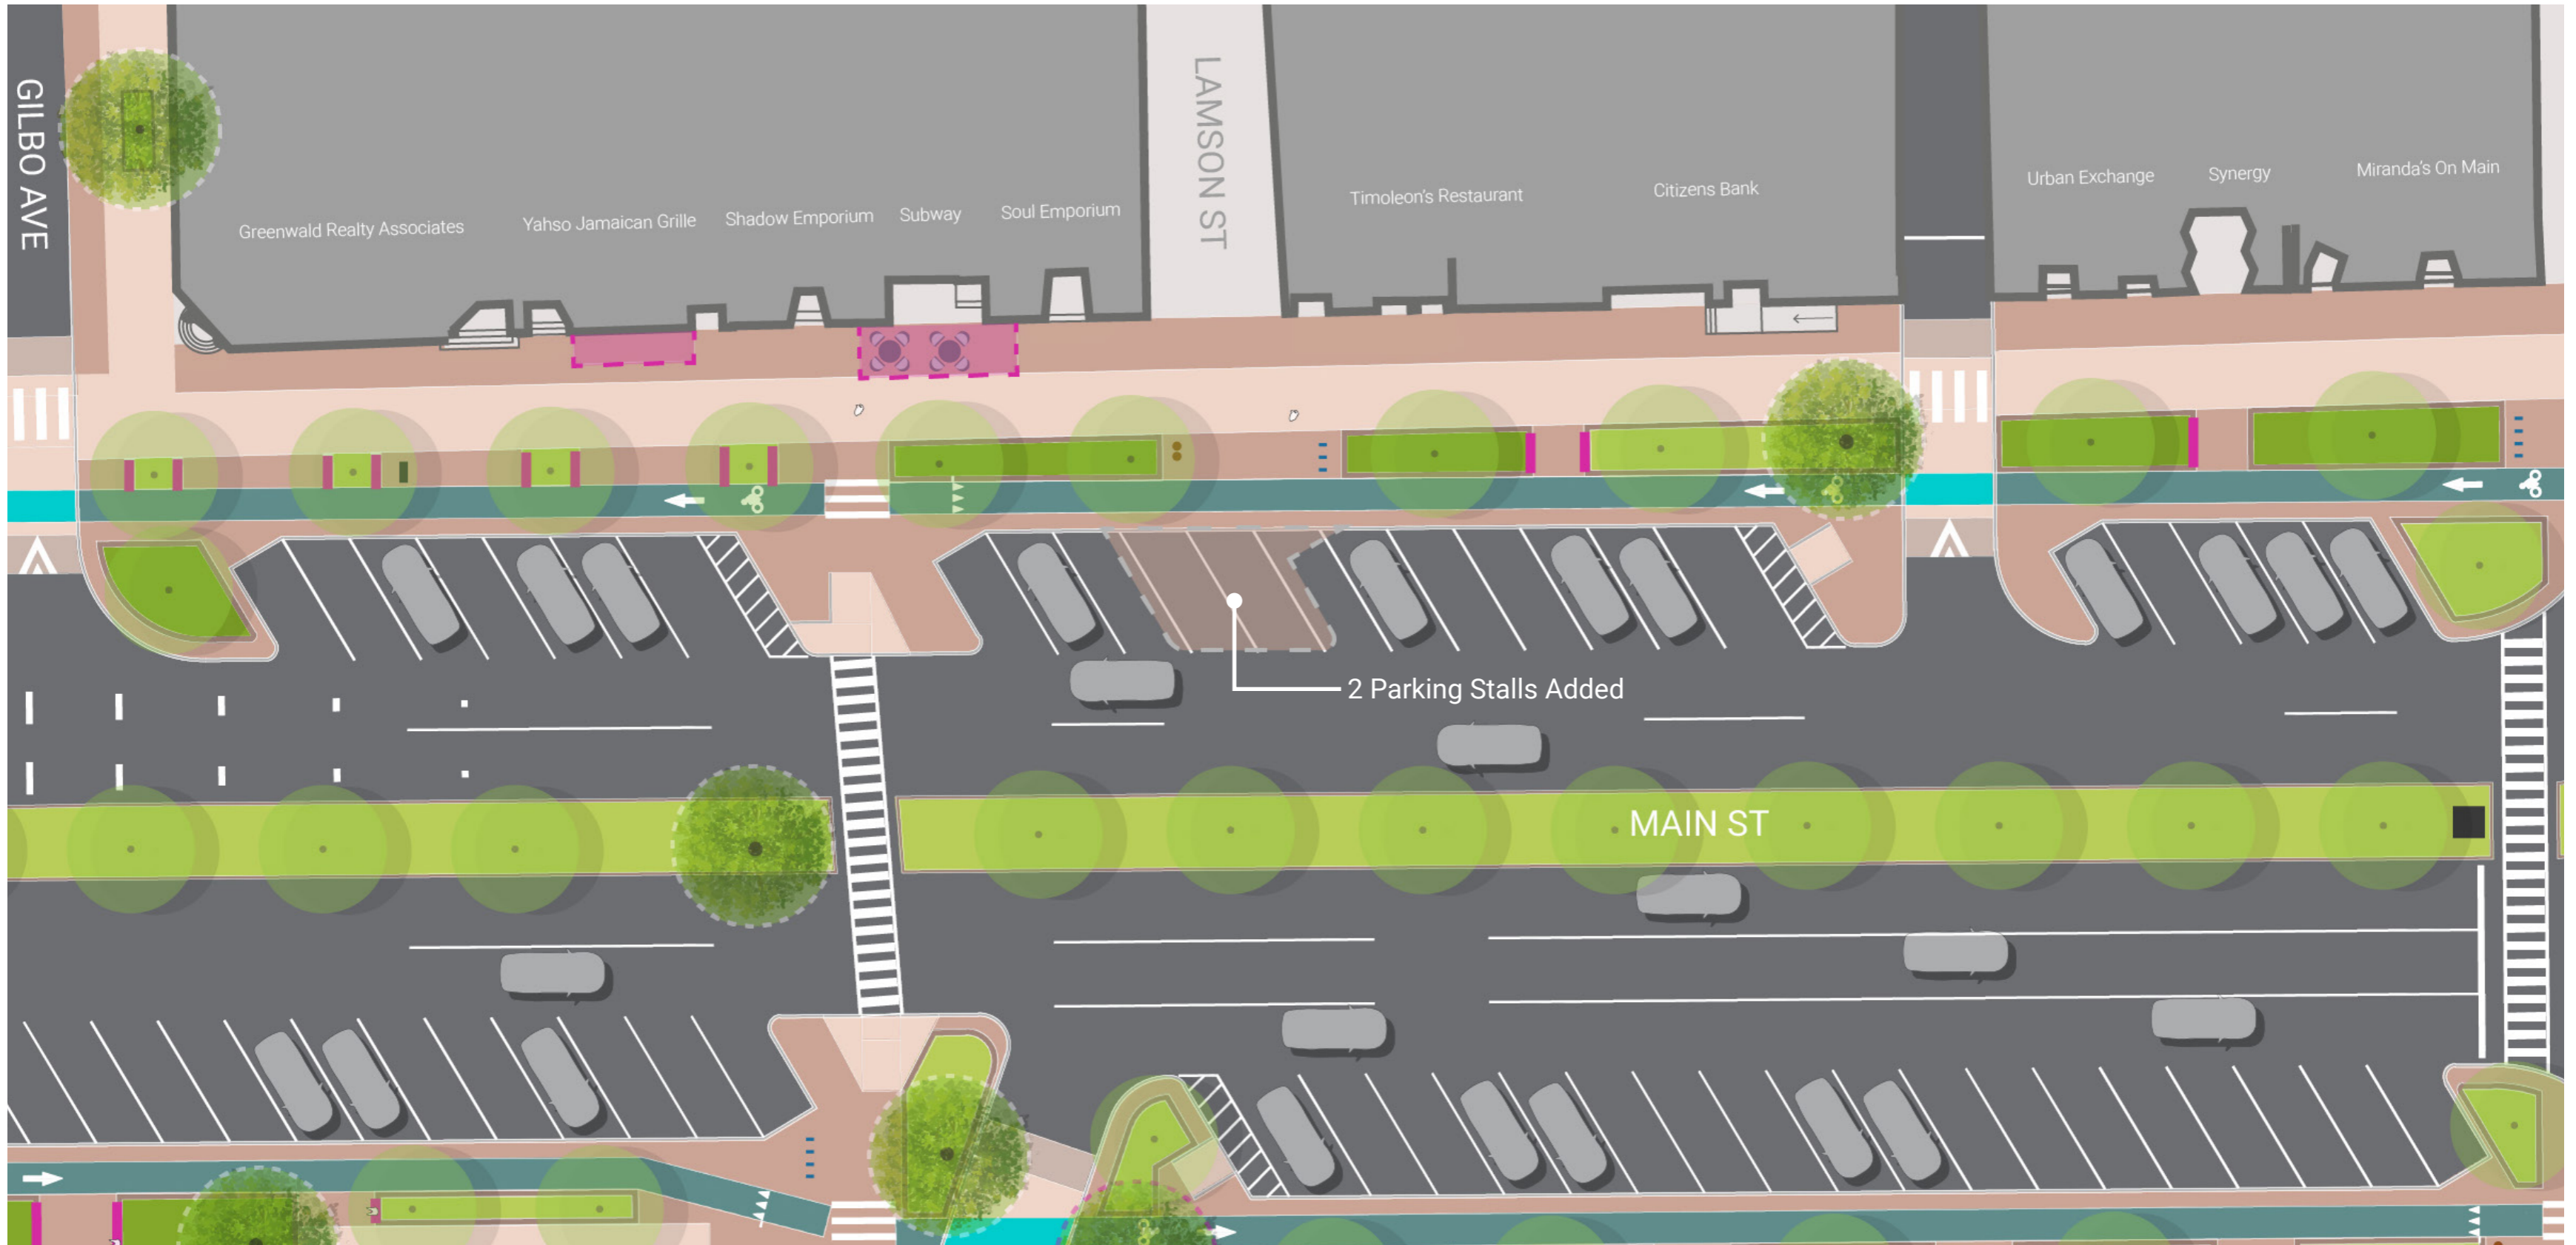 GILBO AVE
LAMSON ST
Greenwald Realty Associates
Yahso Jamaican Grille
Shadow Emporium
Subway
Soul Emporium
Timoleon's Restaurant
Citizens Bank
Urban Exchange
Synergy
Miranda's On Main
2 Parking Stalls Added
MAIN ST